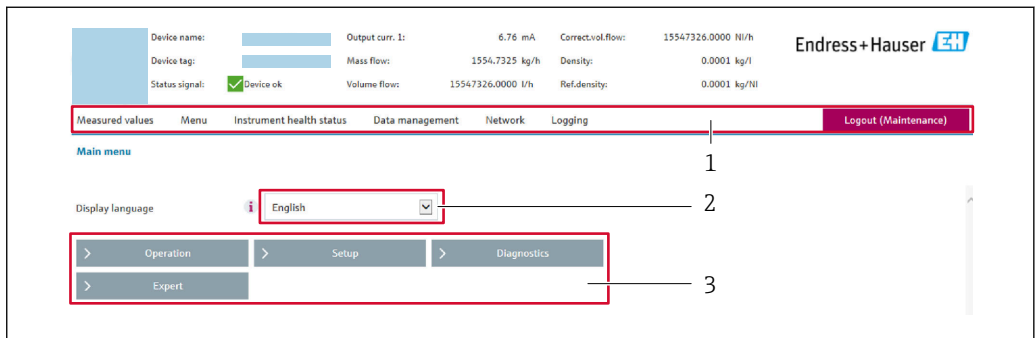 Device name: Output curr. 1: 6.76 mA Correct.vol.flow: 15547326.0000 Nl/h
Endress+Hauser EH
Device tag: Mass flow: 1554.7325 kg/h Density: 0.0001 kg/l
Status signal: Device ok Volume flow: 15547326.0000 l/h Ref.density: 0.0001 kg/Nl
Measured values Menu Instrument health status Data management Network Logging Logout (Maintenance)
1
Main menu
Display language i English 2
> Operation > Setup > Diagnostics
> Expert 3